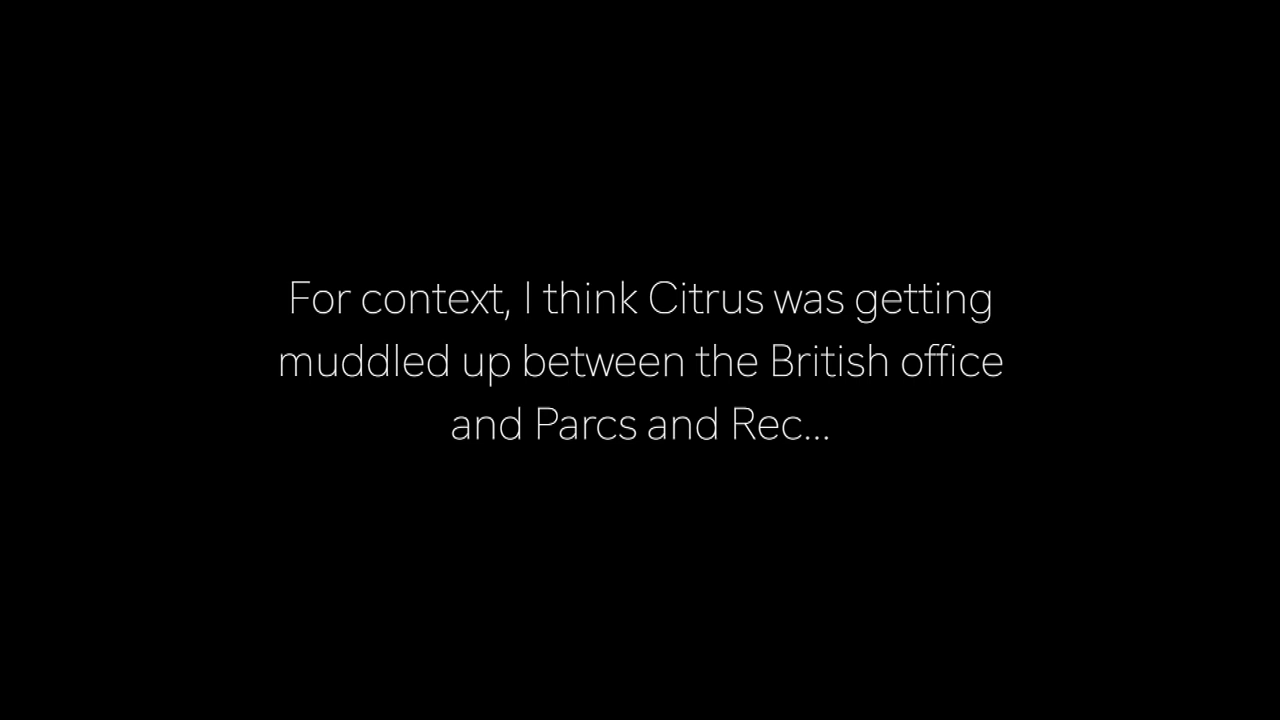 For context, I think Citrus was getting
muddled up between the British office
and Parcs and Rec...